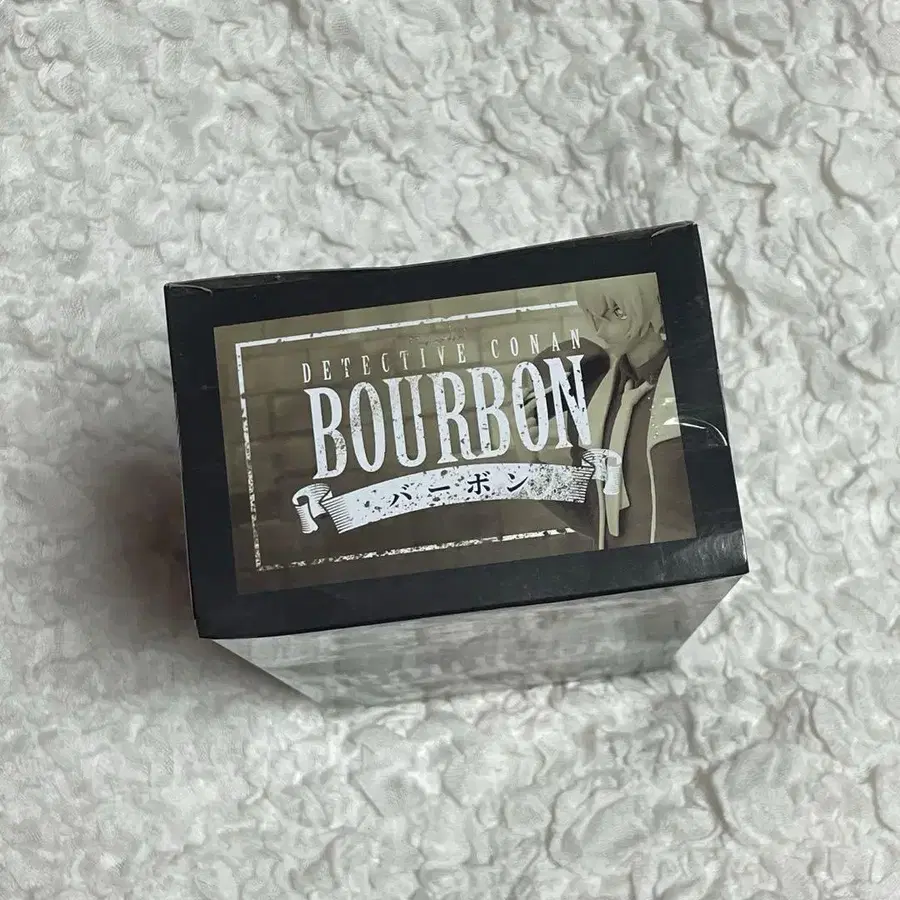 DETECTIVE CONAN
BOURBON
バーボン